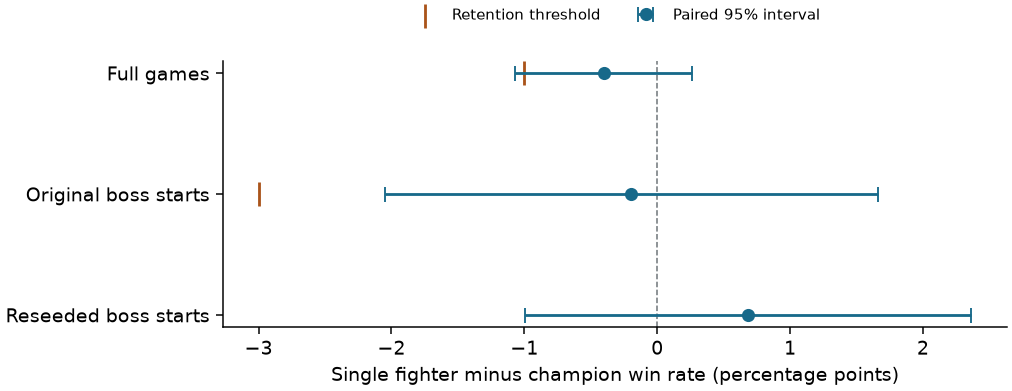 Retention threshold Paired 95% interval
Full games
Original boss starts
Reseeded boss starts
−3 −2 −1 0 1 2
Single fighter minus champion win rate (percentage points)